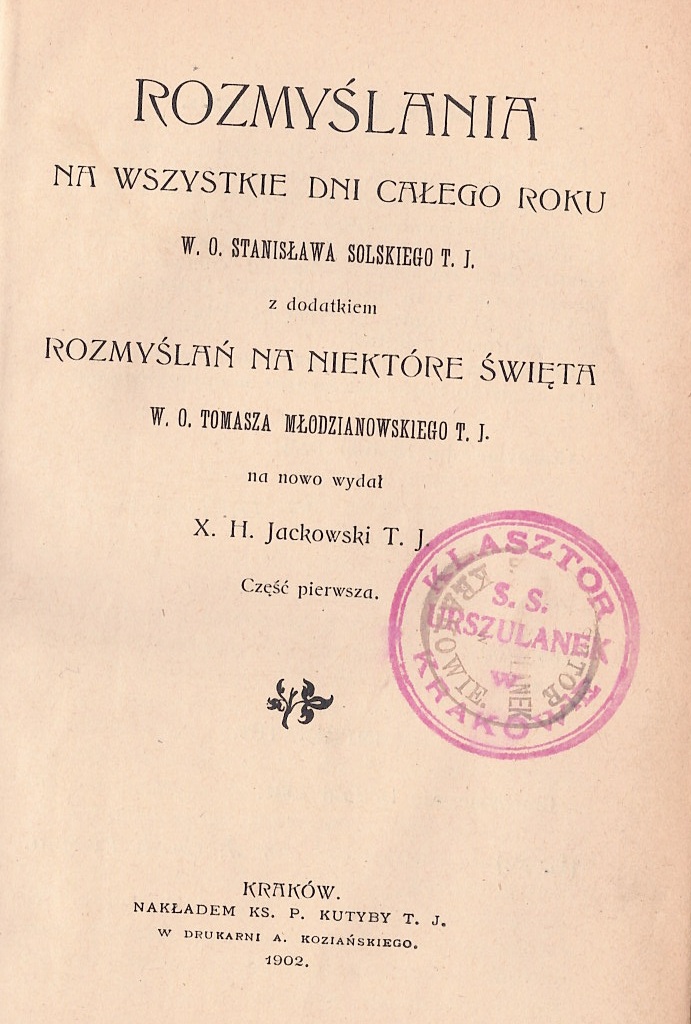 ROZMYŚLANIA
NA WSZYSTKIE DNI CAŁEGO ROKU
W. O. STANISŁAWA SOLSKIEGO T. J.
z dodatkiem
ROZMYŚLAŃ NA NIEKTÓRE ŚWIĘTA
W. O. TOMASZA MŁODZIANOWSKIEGO T. J.
na nowo wydał
X. H. Jackowski T. J.
Część pierwsza.
KLASZTOR
S. S.
URSZULANEK
w
KRAKOWIE
KRAKÓW.
NAKŁADEM KS. P. KUTYBY T. J.
W DRUKARNI A. KOZIAŃSKIEGO.
1902.